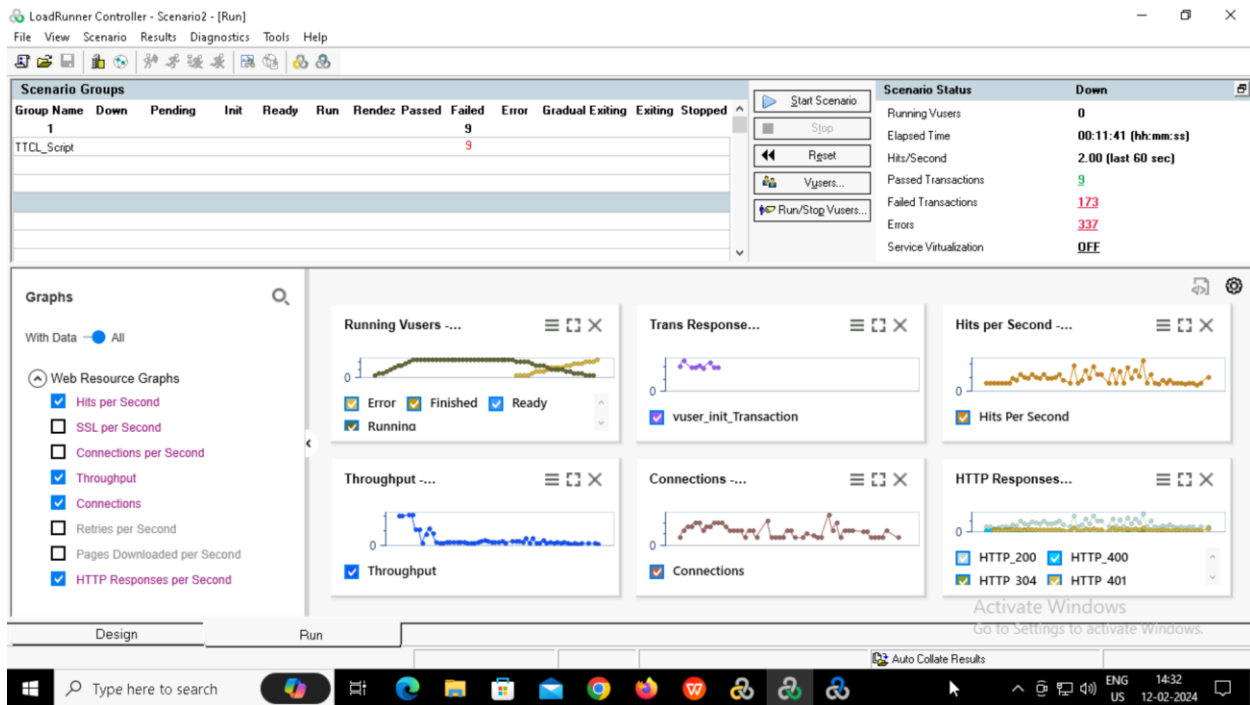 LoadRunner Controller - Scenario2 - [Run]
File View Scenario Results Diagnostics Tools Help
Scenario Groups
Group Name Down Pending Init Ready Run Rendez Passed Failed Error Gradual Exiting Exiting Stopped
1 9
TTCL_Script 9
Start Scenario
Stop
Reset
Vusers...
Run/Stop Vusers...
Scenario Status Down
Running Vusers 0
Elapsed Time 00:11:41 (hh:mm:ss)
Hits/Second 2.00 (last 60 sec)
Passed Transactions 9
Failed Transactions 173
Errors 337
Service Virtualization OFF
Graphs
With Data All
Web Resource Graphs
Hits per Second
SSL per Second
Connections per Second
Throughput
Connections
Retries per Second
Pages Downloaded per Second
HTTP Responses per Second
Running Vusers -...
0
Error Finished Ready
Running
Trans Response...
0
vuser_init_Transaction
Hits per Second -...
0
Hits Per Second
Throughput -...
0
Throughput
Connections -...
0
Connections
HTTP Responses...
0
HTTP_200 HTTP_400
HTTP 304 HTTP 401
Activate Windows
Go to Settings to activate Windows.
Design Run
Auto Collate Results
Type here to search
ENG
US
14:32
12-02-2024